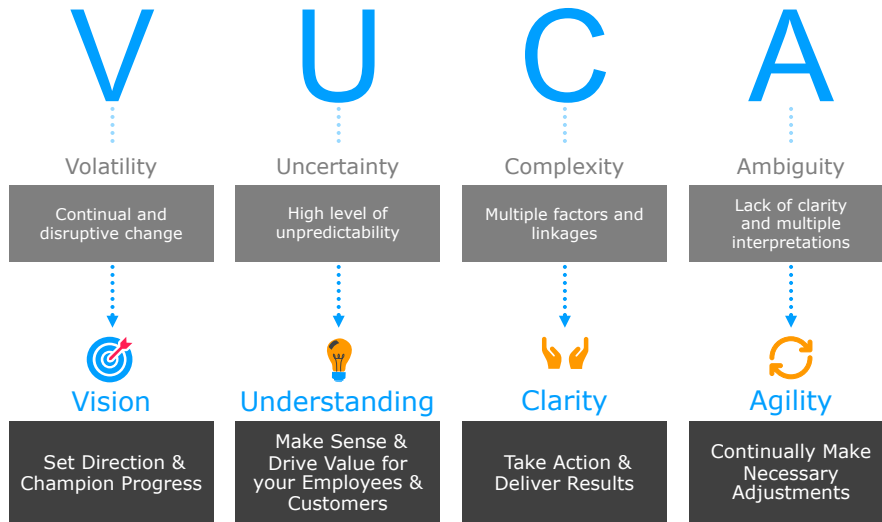 V U C A
Volatility
Uncertainty
Complexity
Ambiguity
Continual and
disruptive change
High level of
unpredictability
Multiple factors and
linkages
Lack of clarity
and multiple
interpretations
Vision
Understanding
Clarity
Agility
Set Direction &
Champion Progress
Make Sense &
Drive Value for
your Employees &
Customers
Take Action &
Deliver Results
Continually Make
Necessary
Adjustments